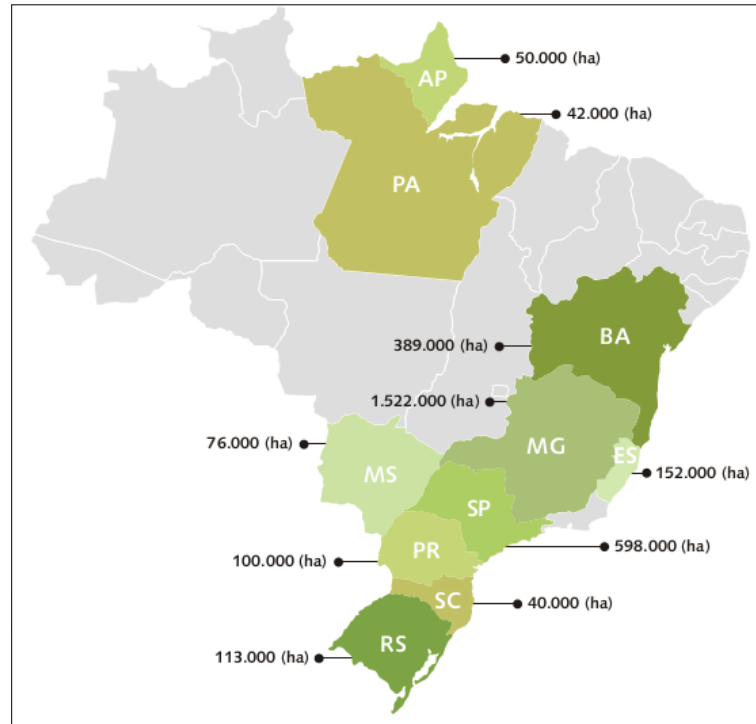 AP
50.000 (ha)
42.000 (ha)
PA
BA
389.000 (ha)
1.522.000 (ha)
76.000 (ha)
MG
ES
MS
152.000 (ha)
SP
598.000 (ha)
PR
100.000 (ha)
SC
40.000 (ha)
RS
113.000 (ha)